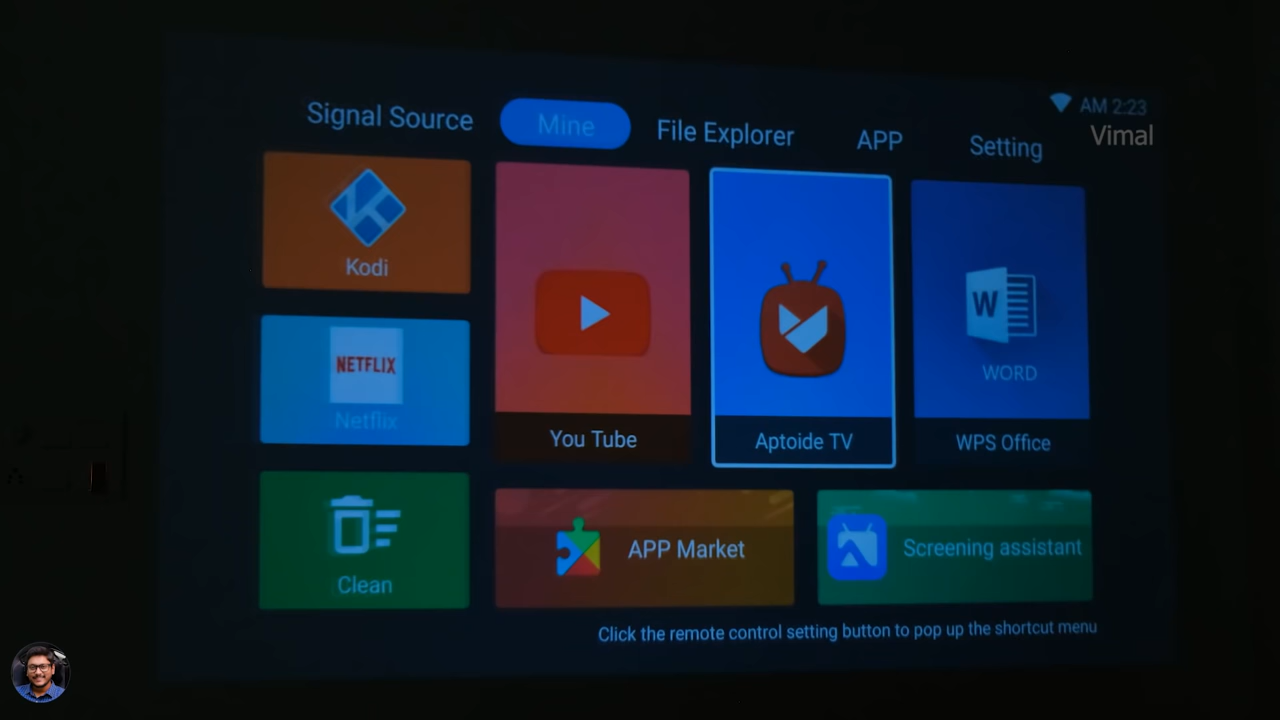 AM 2:23
Signal Source Mine File Explorer APP Setting
Vimal
Kodi
NETFLIX
Netflix
Clean
You Tube
Aptoide TV
W
WORD
WPS Office
APP Market
Screening assistant
Click the remote control setting button to pop up the shortcut menu